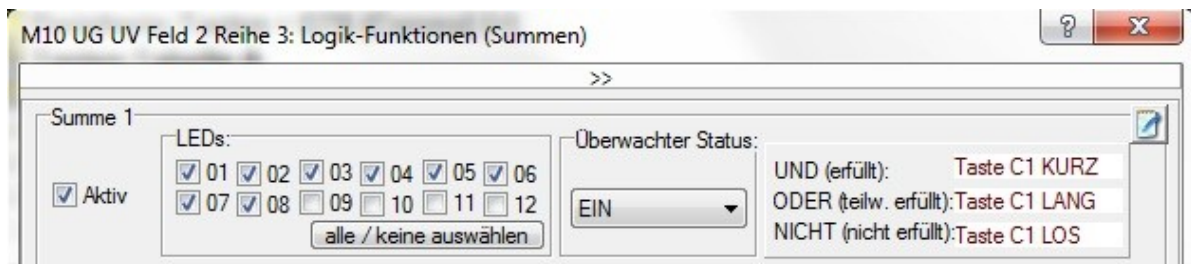 M10 UG UV Feld 2 Reihe 3: Logik-Funktionen (Summen)
>>
Summe 1
LEDs:
Überwachter Status:
01 02 03 04 05 06
UND (erfüllt): Taste C1 KURZ
Aktiv
07 08 09 10 11 12
EIN
ODER (teilw. erfüllt): Taste C1 LANG
alle / keine auswählen
NICHT (nicht erfüllt): Taste C1 LOS